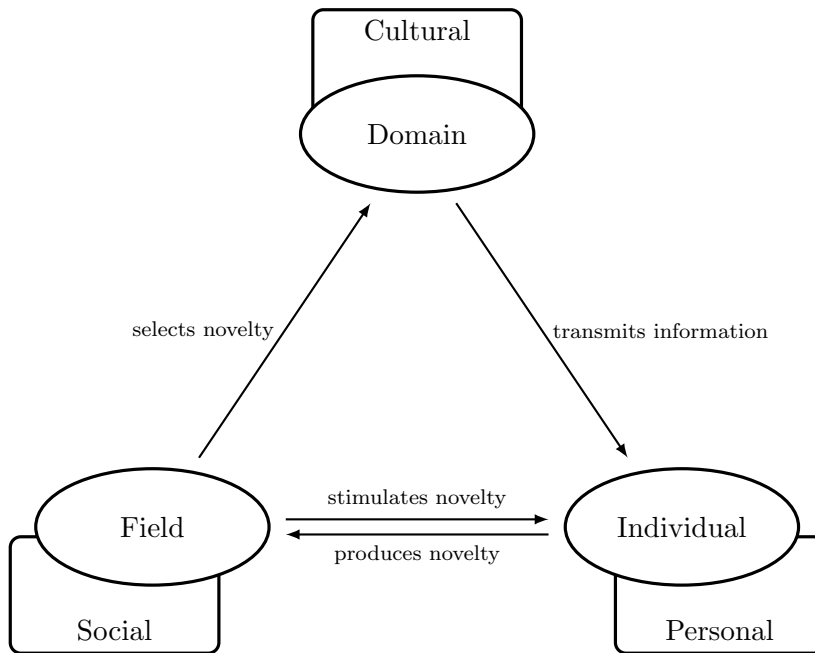 Cultural
Domain
selects novelty
transmits information
stimulates novelty
Field
Individual
produces novelty
Social
Personal